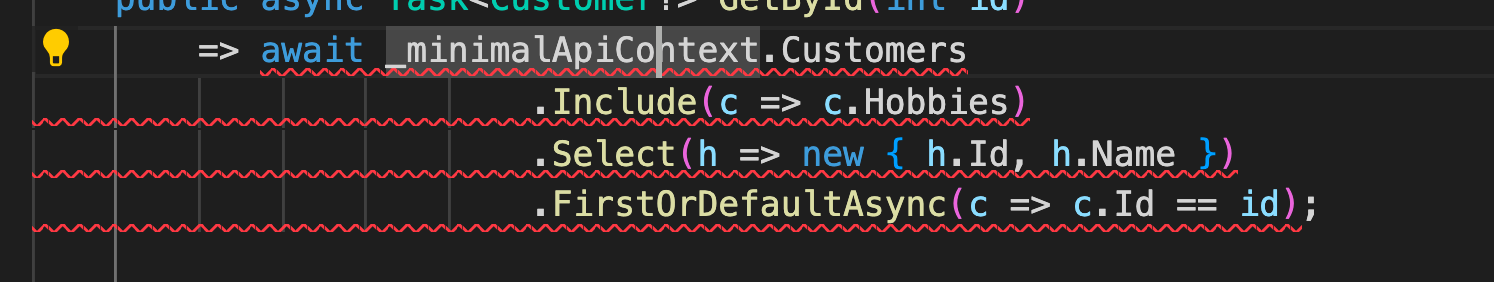 public async Task<Customer?> GetById(int id)
=> await _minimalApiContext.Customers
.Include(c => c.Hobbies)
.Select(h => new { h.Id, h.Name })
.FirstOrDefaultAsync(c => c.Id == id);